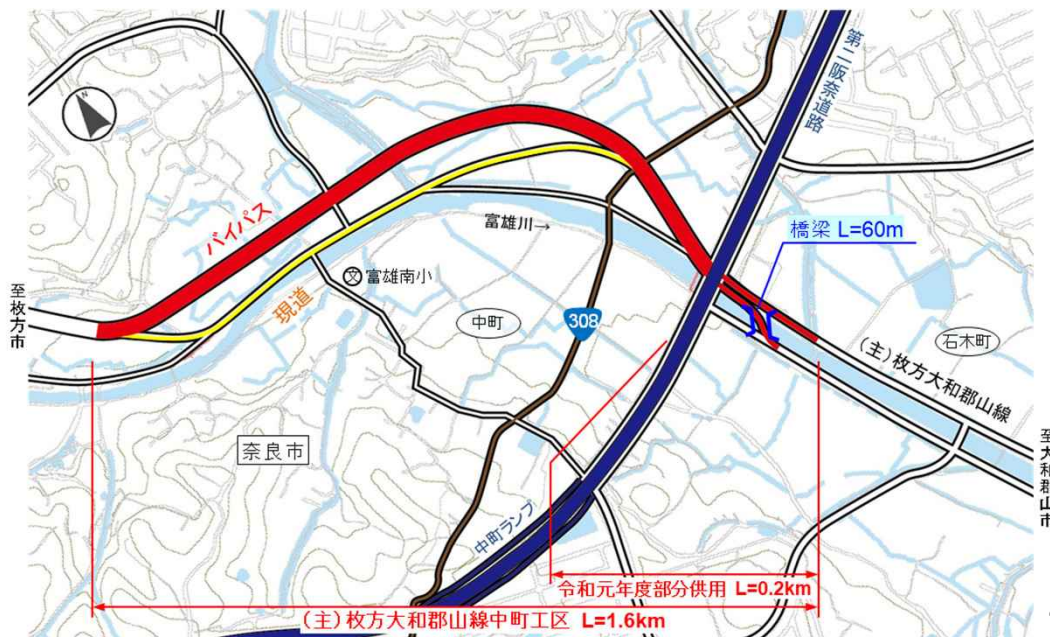 N
第二阪奈道路
橋梁 L=60m
バイパス
富雄川→
文 富雄南小
至枚方市
現道
中町
308
石木町
(主)枚方大和郡山線
奈良市
至大和郡山市
中町ランプ
令和元年度部分供用 L=0.2km
(主)枚方大和郡山線中町工区 L=1.6km